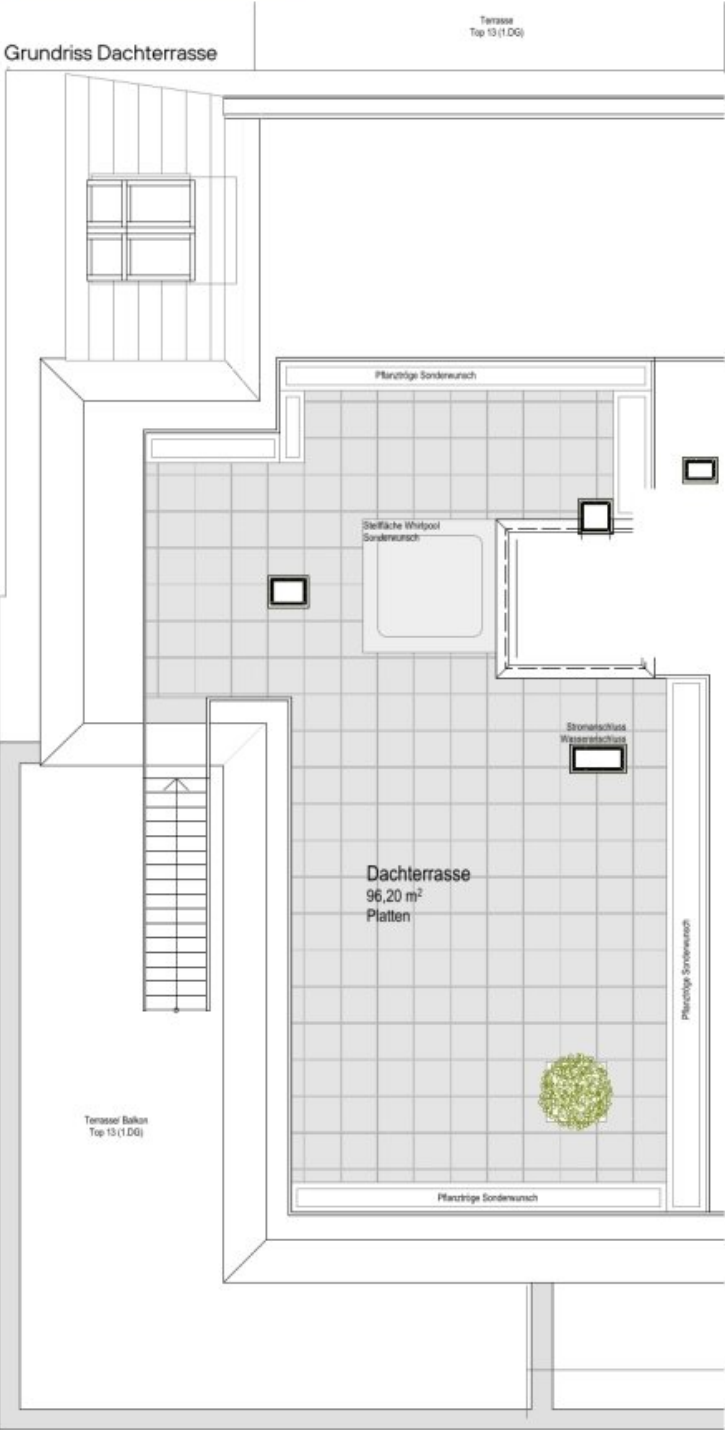 Terrasse
Top 13 (1.DG)
Grundriss Dachterrasse
Pflanztröge Sonderwunsch
Stellfläche Whirlpool
Sonderwunsch
Stromanschluss
Wasseranschluss
Dachterrasse
96,20 m²
Platten
Pflanztröge Sonderwunsch
Terrasse/ Balkon
Top 13 (1.DG)
Pflanztröge Sonderwunsch